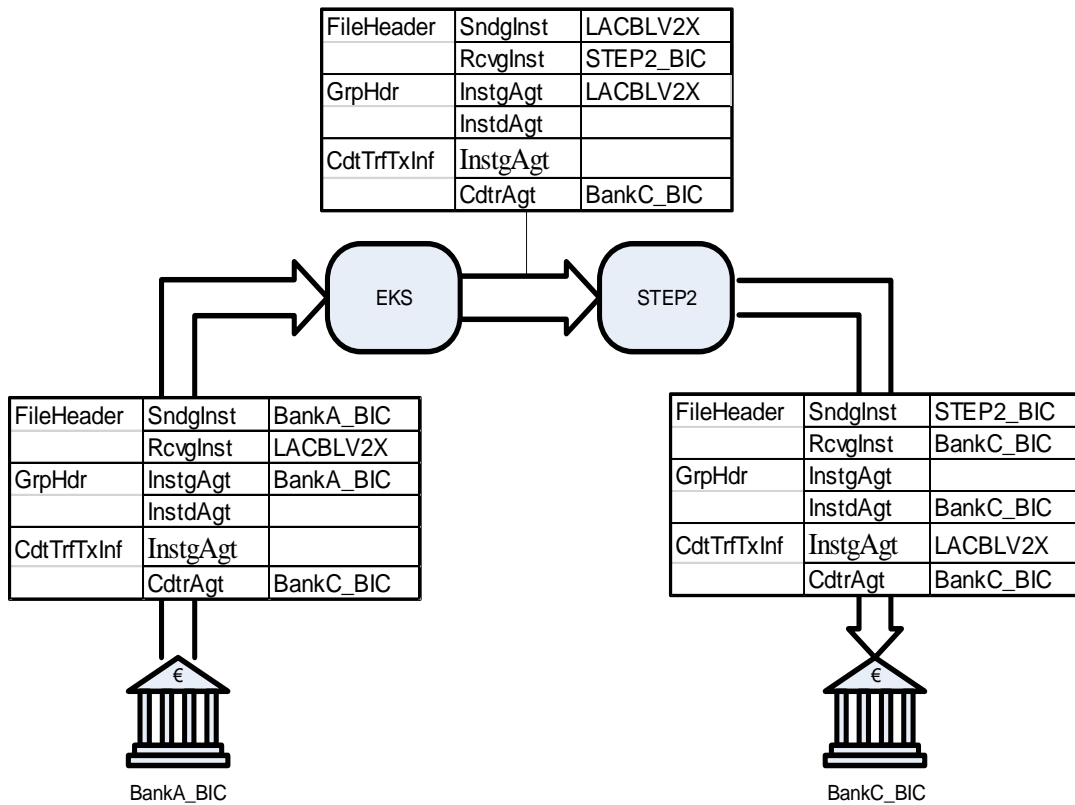 FileHeader SndgInst LACBLV2X
RcvgInst STEP2_BIC
GrpHdr InstgAgt LACBLV2X
InstdAgt
CdtTrfTxInf InstgAgt
CdtrAgt BankC_BIC
EKS
STEP2
FileHeader SndgInst BankA_BIC
RcvgInst LACBLV2X
GrpHdr InstgAgt BankA_BIC
InstdAgt
CdtTrfTxInf InstgAgt
CdtrAgt BankC_BIC
FileHeader SndgInst STEP2_BIC
RcvgInst BankC_BIC
GrpHdr InstgAgt
InstdAgt BankC_BIC
CdtTrfTxInf InstgAgt LACBLV2X
CdtrAgt BankC_BIC
€
€
BankA_BIC
BankC_BIC